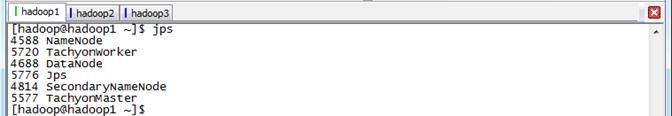 hadoop1 hadoop2 hadoop3
[hadoop@hadoop1 ~]$ jps
4588 NameNode
5720 TachyonWorker
4688 DataNode
5776 Jps
4814 SecondaryNameNode
5577 TachyonMaster
[hadoop@hadoop1 ~]$